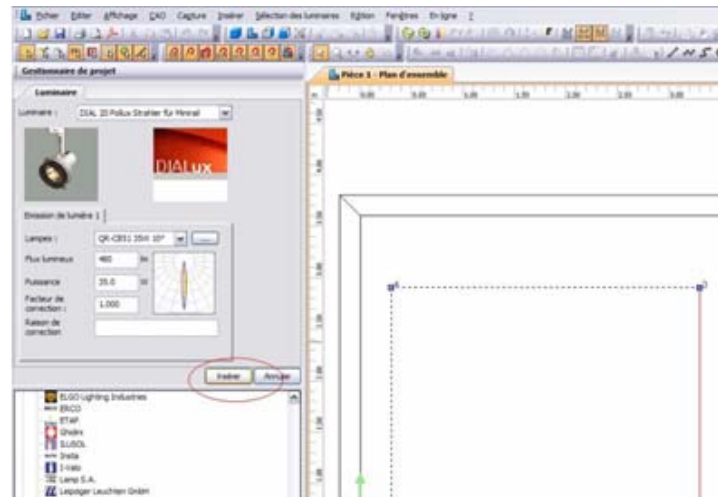 Fichier Editer Affichage CAO Capture Insérer Sélection des luminaires Edition Fenêtres En ligne ?
Gestionnaire de projet
Luminaire
Luminaire : DIAL 20 Pollux Strahler für Minirail
DIALux
Emission de lumière 1
Lampes : QR-CB51 35W 10° ...
Flux lumineux 460 lm
Puissance 35.0 W
Facteur de
correction : 1.000
Raison de
correction
Insérer Annuler
ELGO Lighting Industries
ERCO
ETAP
Ghidini
ILUSOL
Insta
I-Valo
Lamp S.A.
Leipziger Leuchten GmbH
Pièce 1 - Plan d'ensemble